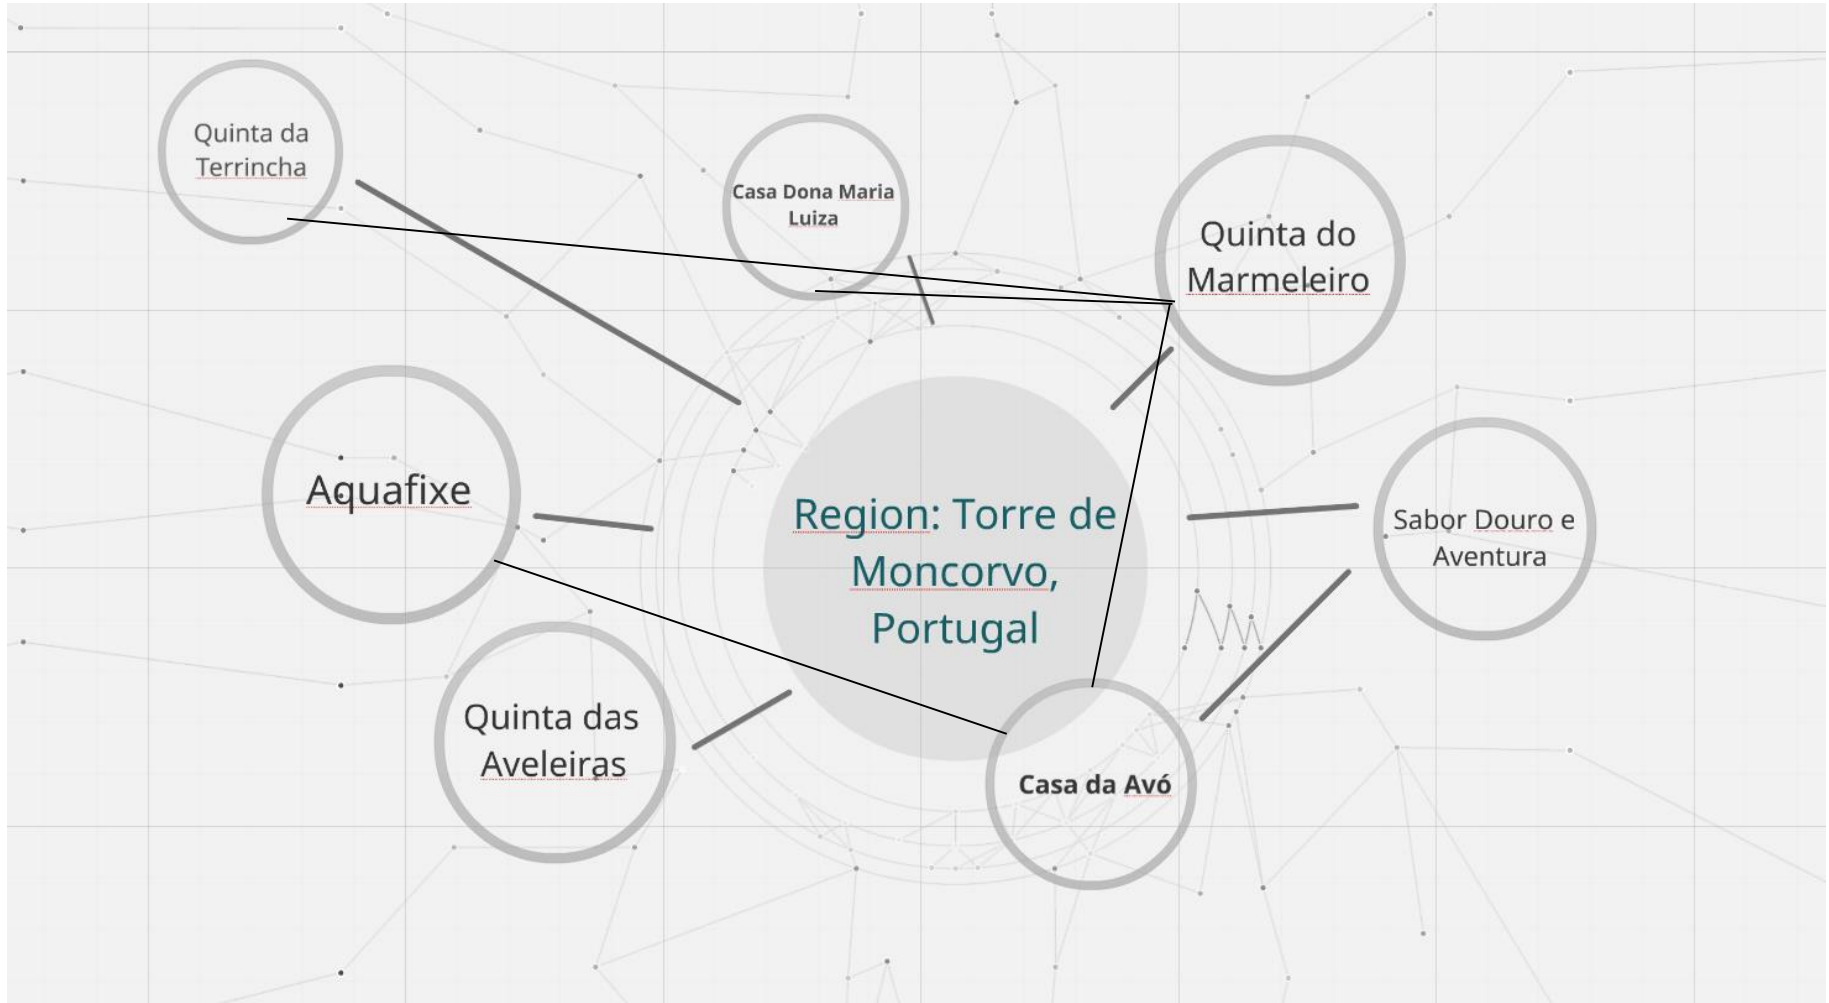 Quinta da
Terrincha
Casa Dona Maria
Luiza
Quinta do
Marmeleiro
Aquafixe
Region: Torre de
Moncorvo,
Portugal
Sabor Douro e
Aventura
Quinta das
Aveleiras
Casa da Avó